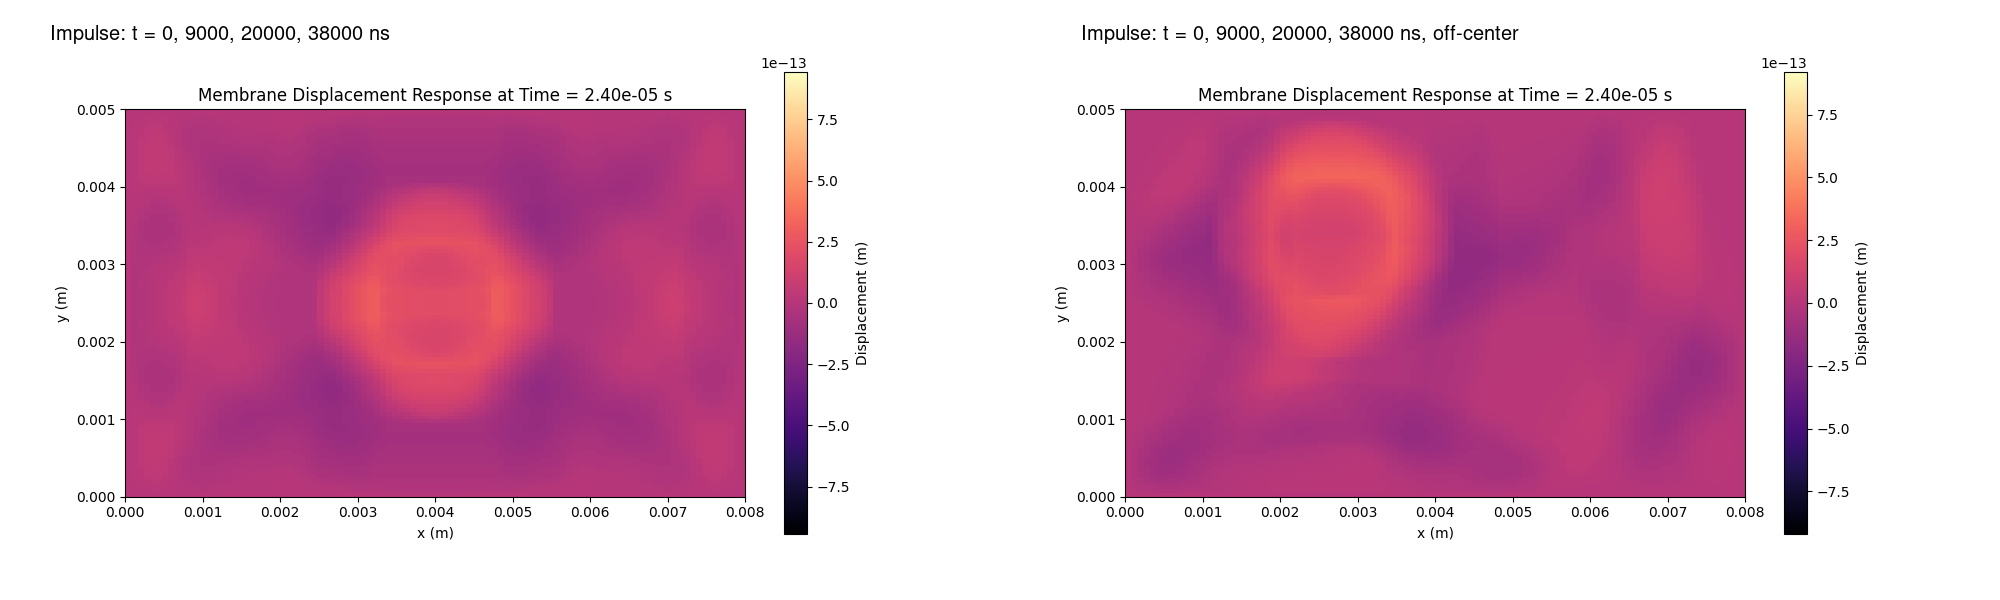 Impulse: t = 0, 9000, 20000, 38000 ns
1e−13
Membrane Displacement Response at Time = 2.40e-05 s
0.005
0.004
0.003
0.002
0.001
0.000
y (m)
0.000 0.001 0.002 0.003 0.004 0.005 0.006 0.007 0.008
x (m)
7.5
5.0
2.5
0.0
−2.5
−5.0
−7.5
Displacement (m)
Impulse: t = 0, 9000, 20000, 38000 ns, off-center
1e−13
Membrane Displacement Response at Time = 2.40e-05 s
0.005
0.004
0.003
0.002
0.001
0.000
y (m)
0.000 0.001 0.002 0.003 0.004 0.005 0.006 0.007 0.008
x (m)
7.5
5.0
2.5
0.0
−2.5
−5.0
−7.5
Displacement (m)